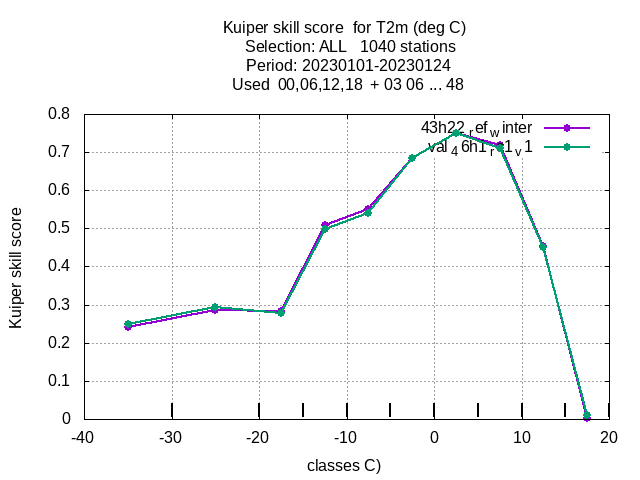 Kuiper skill score for T2m (deg C)
Selection: ALL 1040 stations
Period: 20230101-20230124
Used 00,06,12,18 + 03 06 ... 48
0.8
0.7
0.6
0.5
0.4
0.3
0.2
0.1
0
Kuiper skill score
43h22refwinter
-40
-30
-20
-10
0
10
20
classes C)